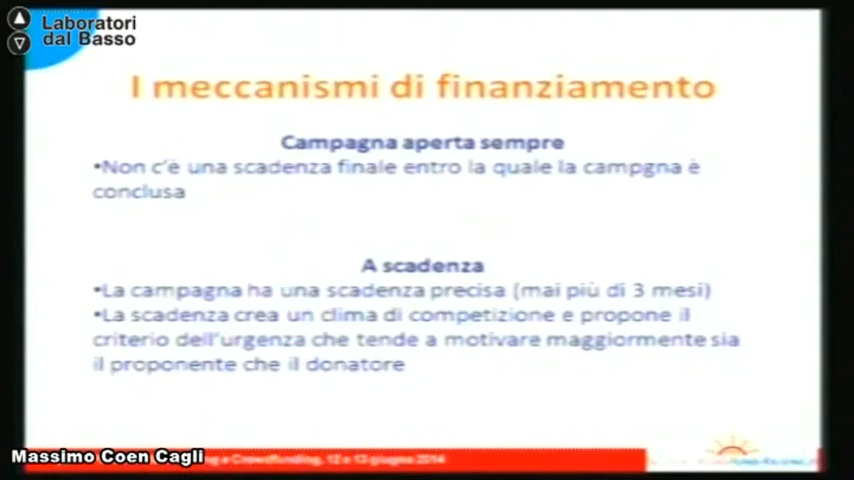 Laboratori
dal Basso
I meccanismi di finanziamento
Campagna aperta sempre
•Non c'è una scadenza finale entro la quale la campgna è
conclusa
A scadenza
•La campagna ha una scadenza precisa (mai più di 3 mesi)
•La scadenza crea un clima di competizione e propone il
criterio dell'urgenza che tende a motivare maggiormente sia
il proponente che il donatore
Massimo Coen Cagli
e Crowdfunding, 12 e 13 giugno 2014